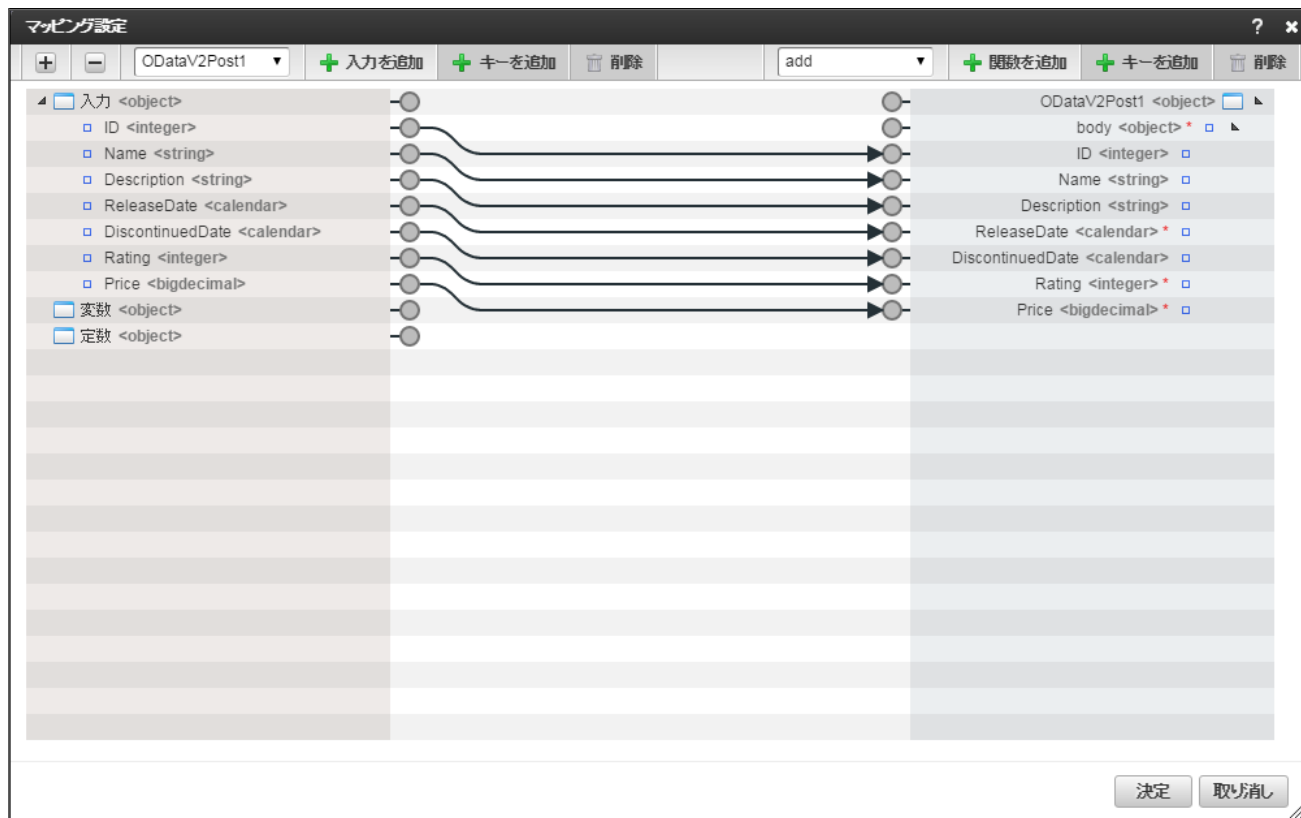 マッピング設定 ? ×
ODataV2Post1 入力を追加 キーを追加 削除 add 関数を追加 キーを追加 削除
入力 <object> ODataV2Post1 <object>
ID <integer> body <object> *
Name <string> ID <integer>
Description <string> Name <string>
ReleaseDate <calendar> Description <string>
DiscontinuedDate <calendar> ReleaseDate <calendar> *
Rating <integer> DiscontinuedDate <calendar>
Price <bigdecimal> Rating <integer> *
変数 <object> Price <bigdecimal> *
定数 <object>
決定 取り消し